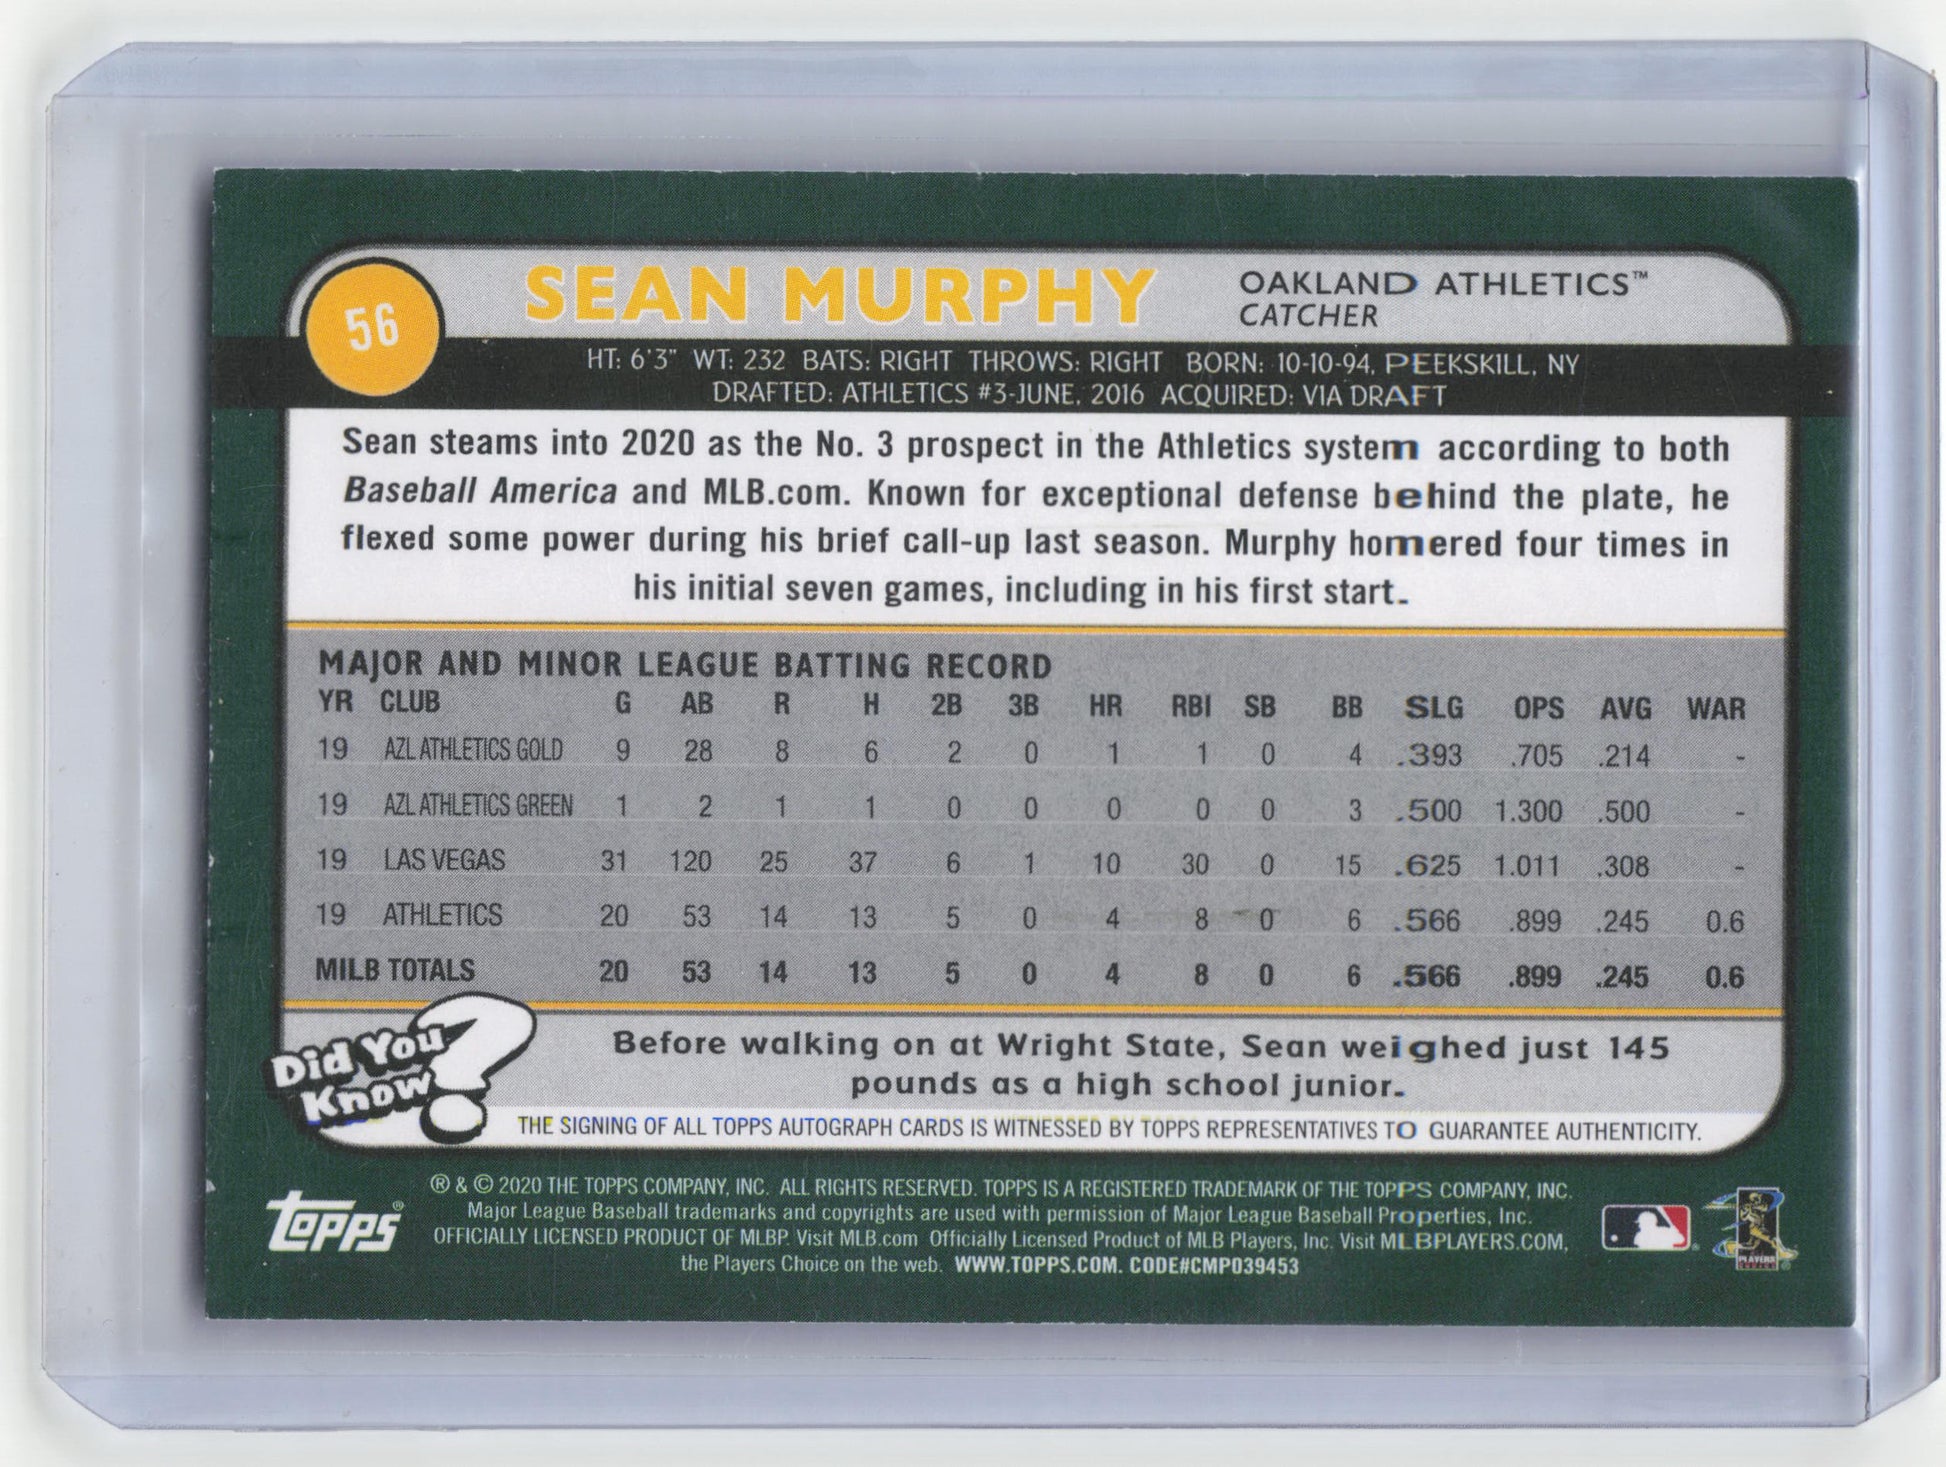 56
SEAN MURPHY
OAKLAND ATHLETICS™
CATCHER
HT: 6'3" WT: 232 BATS: RIGHT THROWS: RIGHT BORN: 10-10-94, PEEKSKILL, NY
DRAFTED: ATHLETICS #3-JUNE, 2016 ACQUIRED: VIA DRAFT
Sean steams into 2020 as the No. 3 prospect in the Athletics system according to both
Baseball America and MLB.com. Known for exceptional defense behind the plate, he
flexed some power during his brief call-up last season. Murphy homered four times in
his initial seven games, including in his first start.
MAJOR AND MINOR LEAGUE BATTING RECORD
YR CLUB G AB R H 2B 3B HR RBI SB BB SLG OPS AVG WAR
19 AZL ATHLETICS GOLD 9 28 8 6 2 0 1 1 0 4 .393 .705 .214 -
19 AZL ATHLETICS GREEN 1 2 1 1 0 0 0 0 0 3 .500 1.300 .500 -
19 LAS VEGAS 31 120 25 37 6 1 10 30 0 15 .625 1.011 .308 -
19 ATHLETICS 20 53 14 13 5 0 4 8 0 6 .566 .899 .245 0.6
MILB TOTALS 20 53 14 13 5 0 4 8 0 6 .566 .899 .245 0.6
Did You
Know?
Before walking on at Wright State, Sean weighed just 145
pounds as a high school junior.
THE SIGNING OF ALL TOPPS AUTOGRAPH CARDS IS WITNESSED BY TOPPS REPRESENTATIVES TO GUARANTEE AUTHENTICITY.
topps®
® & © 2020 THE TOPPS COMPANY, INC. ALL RIGHTS RESERVED. TOPPS IS A REGISTERED TRADEMARK OF THE TOPPS COMPANY, INC.
Major League Baseball trademarks and copyrights are used with permission of Major League Baseball Properties, Inc.
OFFICIALLY LICENSED PRODUCT OF MLBP. Visit MLB.com Officially Licensed Product of MLB Players, Inc. Visit MLBPLAYERS.COM,
the Players Choice on the web. WWW.TOPPS.COM. CODE#CMP039453
PLAYERS
CHOICE